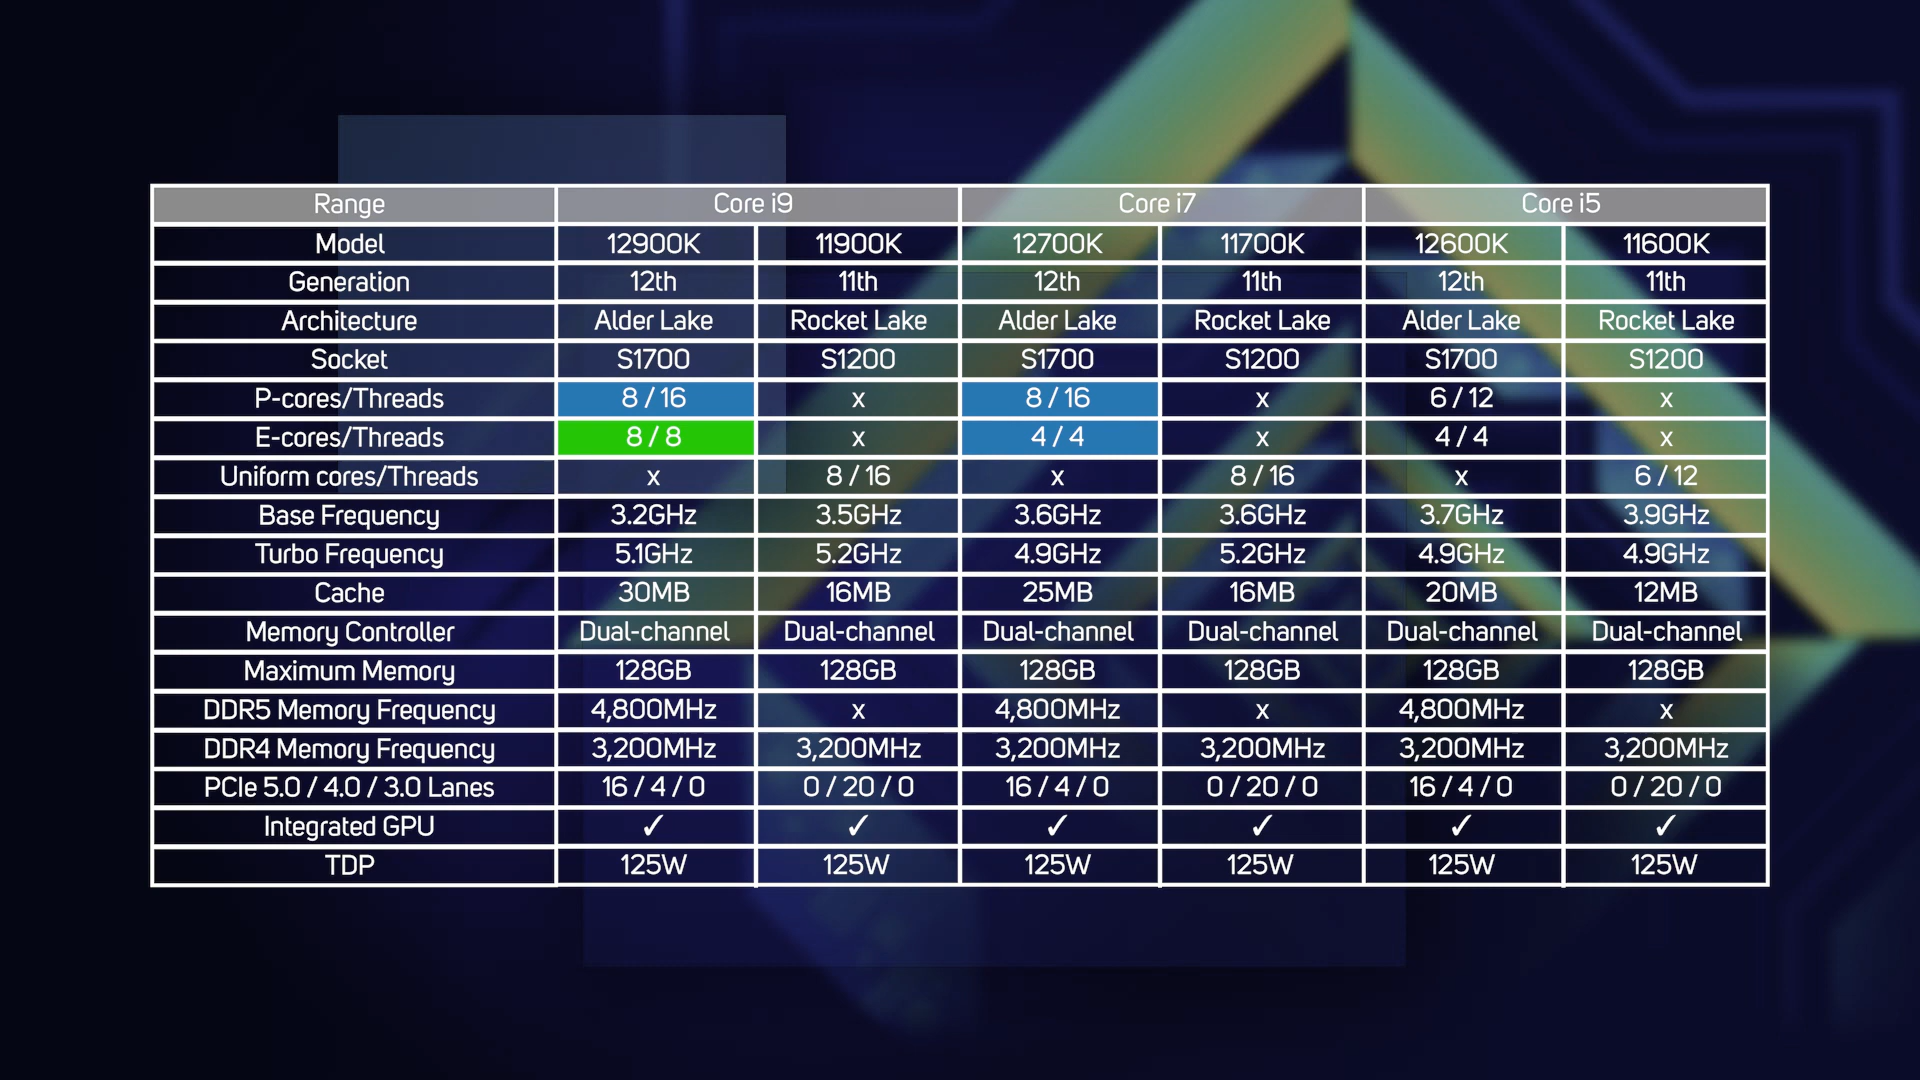 Range Core i9 Core i7 Core i5
Model 12900K 11900K 12700K 11700K 12600K 11600K
Generation 12th 11th 12th 11th 12th 11th
Architecture Alder Lake Rocket Lake Alder Lake Rocket Lake Alder Lake Rocket Lake
Socket S1700 S1200 S1700 S1200 S1700 S1200
P-cores/Threads 8 / 16 x 8 / 16 x 6 / 12 x
E-cores/Threads 8 / 8 x 4 / 4 x 4 / 4 x
Uniform cores/Threads x 8 / 16 x 8 / 16 x 6 / 12
Base Frequency 3.2GHz 3.5GHz 3.6GHz 3.6GHz 3.7GHz 3.9GHz
Turbo Frequency 5.1GHz 5.2GHz 4.9GHz 5.2GHz 4.9GHz 4.9GHz
Cache 30MB 16MB 25MB 16MB 20MB 12MB
Memory Controller Dual-channel Dual-channel Dual-channel Dual-channel Dual-channel Dual-channel
Maximum Memory 128GB 128GB 128GB 128GB 128GB 128GB
DDR5 Memory Frequency 4,800MHz x 4,800MHz x 4,800MHz x
DDR4 Memory Frequency 3,200MHz 3,200MHz 3,200MHz 3,200MHz 3,200MHz 3,200MHz
PCIe 5.0 / 4.0 / 3.0 Lanes 16 / 4 / 0 0 / 20 / 0 16 / 4 / 0 0 / 20 / 0 16 / 4 / 0 0 / 20 / 0
Integrated GPU ✓ ✓ ✓ ✓ ✓ ✓
TDP 125W 125W 125W 125W 125W 125W